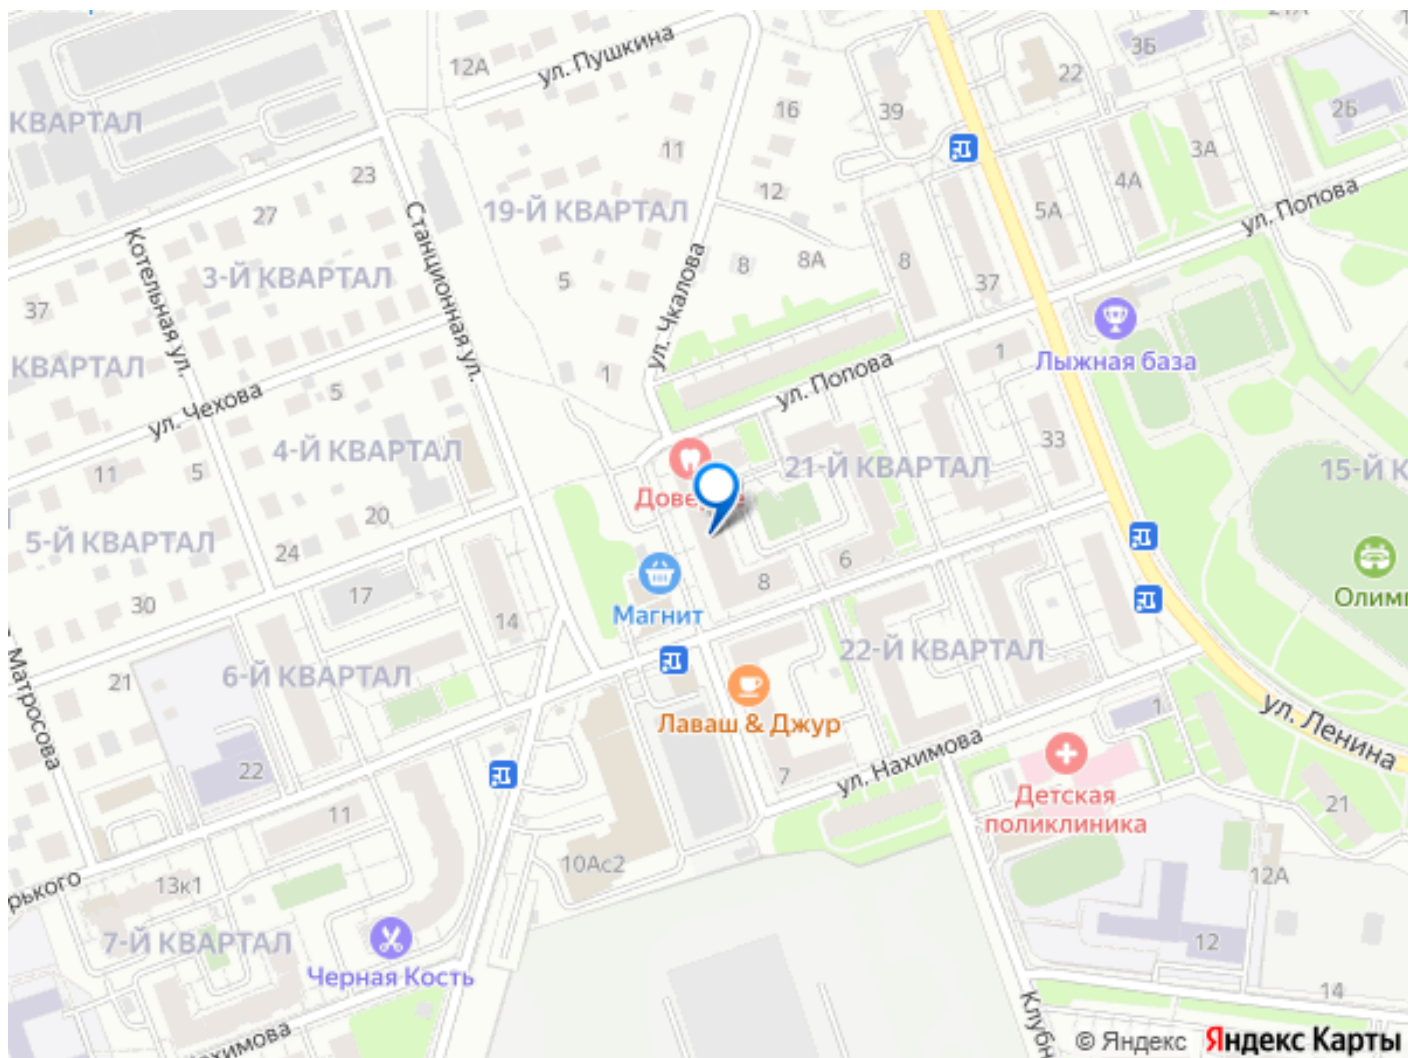 ул. Пушкина
12А
16
39
3Б
22
2Б
КВАРТАЛ
11
3А
23
12
4А
19-Й КВАРТАЛ
5А
ул. Попова
27
Станционная ул.
Котельная ул.
3-Й КВАРТАЛ
5
8
8А
8
37
37
ул. Чкалова
Лыжная база
КВАРТАЛ
1
1
ул. Попова
5
ул. Чехова
33
4-Й КВАРТАЛ
11
5
21-Й КВАРТАЛ
15-Й К
20
5-Й КВАРТАЛ
24
6
8
17
30
Магнит
14
Олимп
22-Й КВАРТАЛ
Матросова
21
6-Й КВАРТАЛ
Лаваш & Джур
1
ул. Ленина
ул. Нахимова
22
7
Детская
поликлиника
21
11
10Ас2
12А
13к1
рького
7-Й КВАРТАЛ
12
Черная Кость
14
Клубн
ахимова
© Яндекс Яндекс Карты